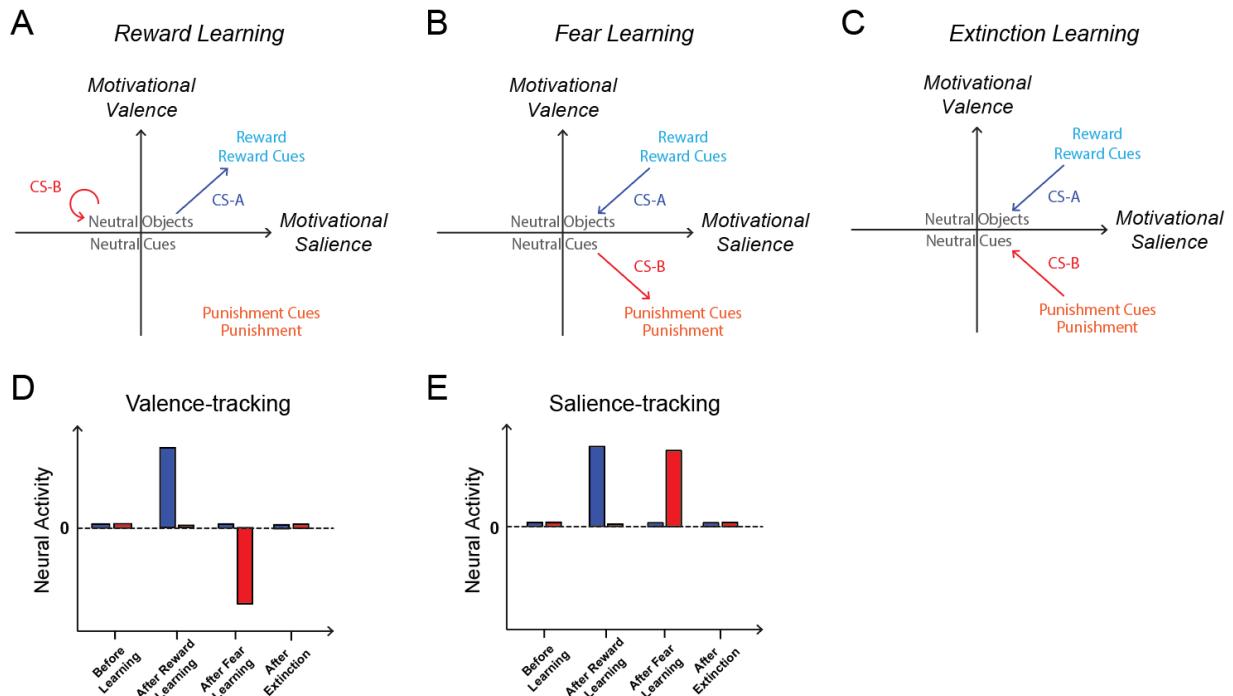 A
Reward Learning
Motivational
Valence
Reward
Reward Cues
CS-B
CS-A
Neutral Objects
Neutral Cues
Motivational
Salience
Punishment Cues
Punishment
B
Fear Learning
Motivational
Valence
Reward
Reward Cues
CS-A
Neutral Objects
Neutral Cues
Motivational
Salience
CS-B
Punishment Cues
Punishment
C
Extinction Learning
Motivational
Valence
Reward
Reward Cues
CS-A
Neutral Objects
Neutral Cues
Motivational
Salience
CS-B
Punishment Cues
Punishment
D
Valence-tracking
Neural Activity
0
Before
Learning
After Reward
Learning
After Fear
Learning
After
Extinction
E
Salience-tracking
Neural Activity
0
Before
Learning
After Reward
Learning
After Fear
Learning
After
Extinction